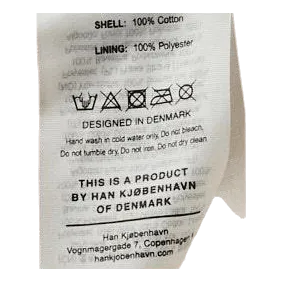 SHELL: 100% Cotton
LINING: 100% Polyester
DESIGNED IN DENMARK
Hand wash in cold water only, Do not bleach,
Do not tumble dry, Do not iron, Do not dry clean.
THIS IS A PRODUCT
BY HAN KJØBENHAVN
OF DENMARK
Han Kjøbenhavn
Vognmagergade 7, Copenhagen
hankjobenhavn.com